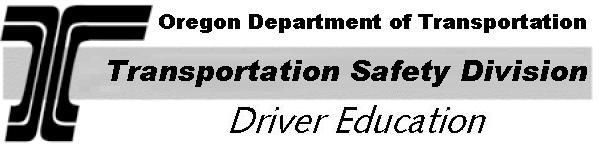 Oregon Department of Transportation
Transportation Safety Division
Driver Education